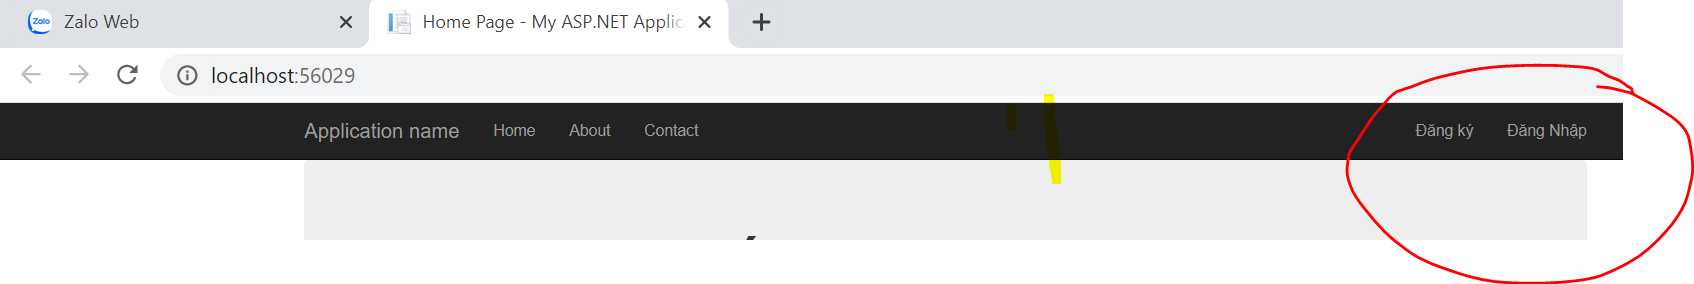 Zalo Zalo Web Home Page - My ASP.NET Applic
localhost:56029
Application name Home About Contact Đăng ký Đăng Nhập